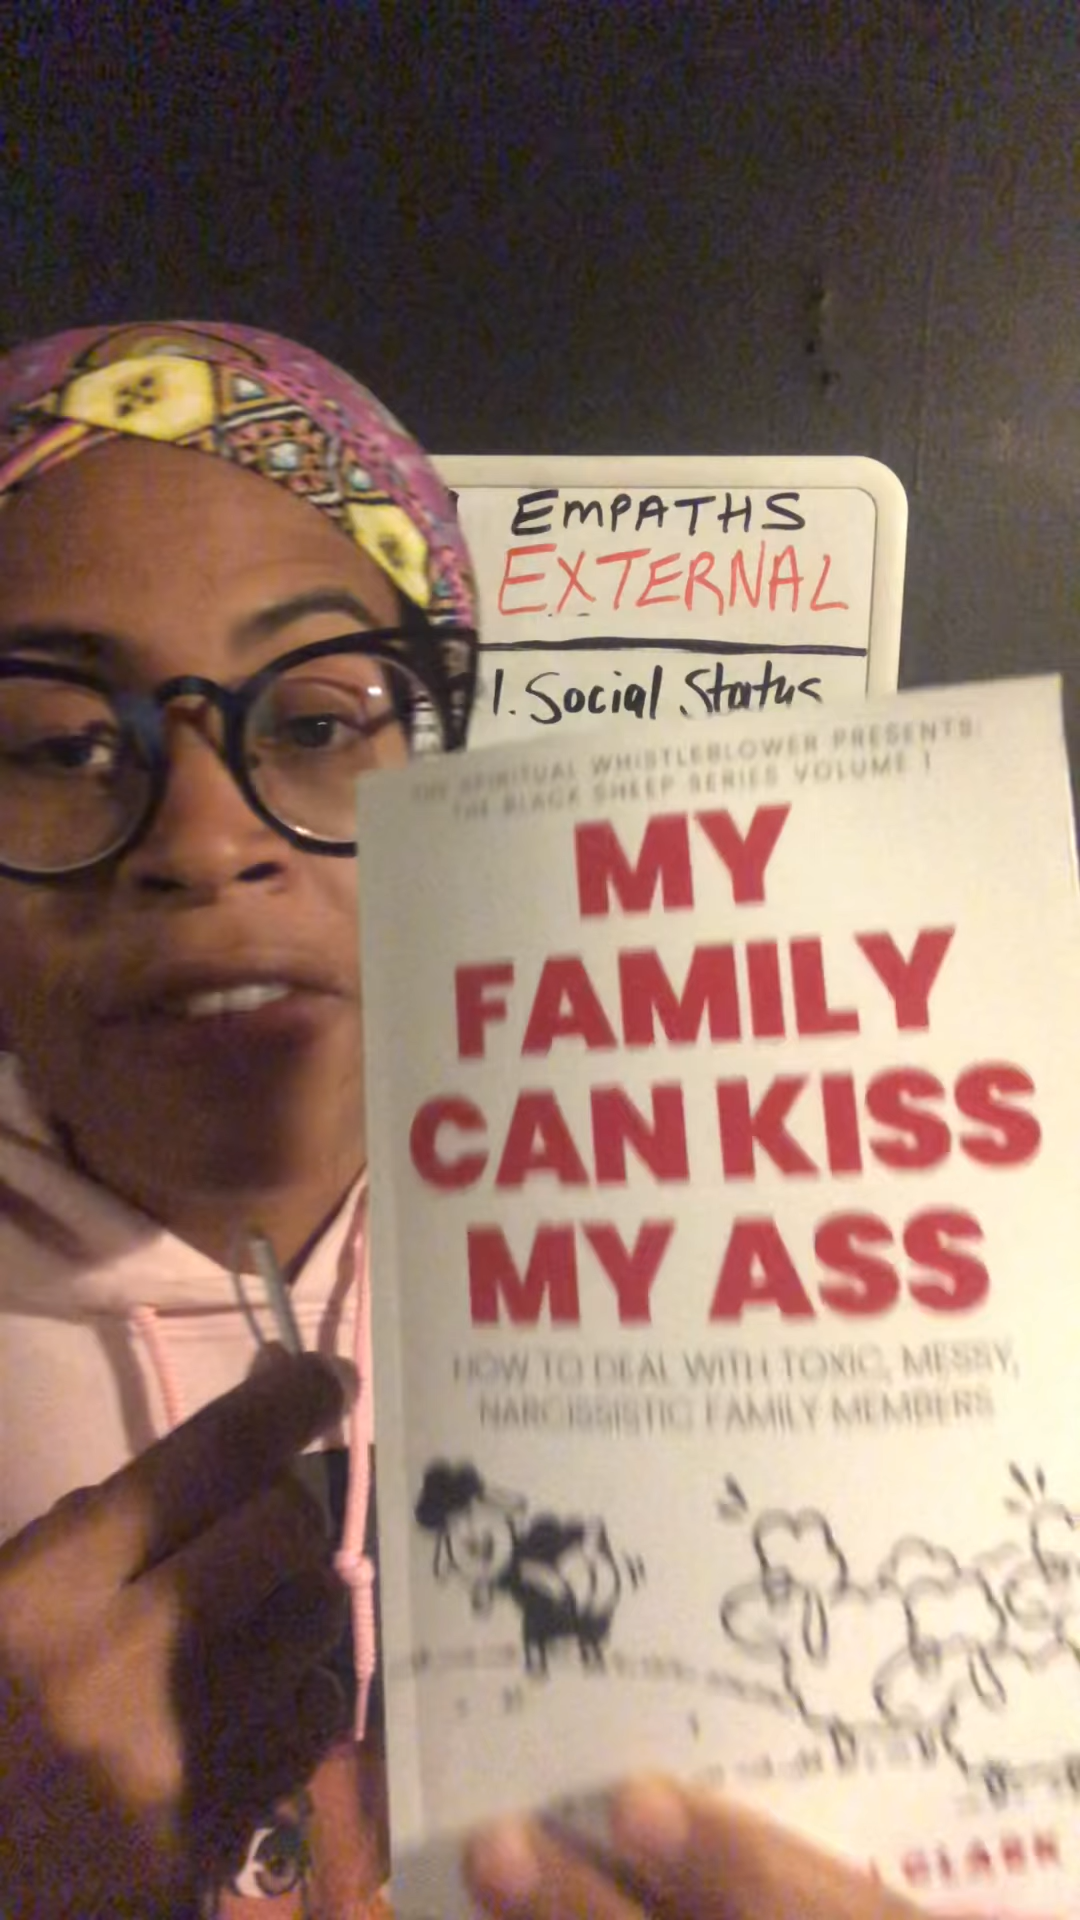 EMPATHS
EXTERNAL
1. Social Status
THE SPIRITUAL WHISTLEBLOWER PRESENTS:
THE BLACK SHEEP SERIES VOLUME 1
MY
FAMILY
CAN KISS
MY ASS
HOW TO DEAL WITH TOXIC, MESSY,
NARCISSISTIC FAMILY MEMBERS
CLARK